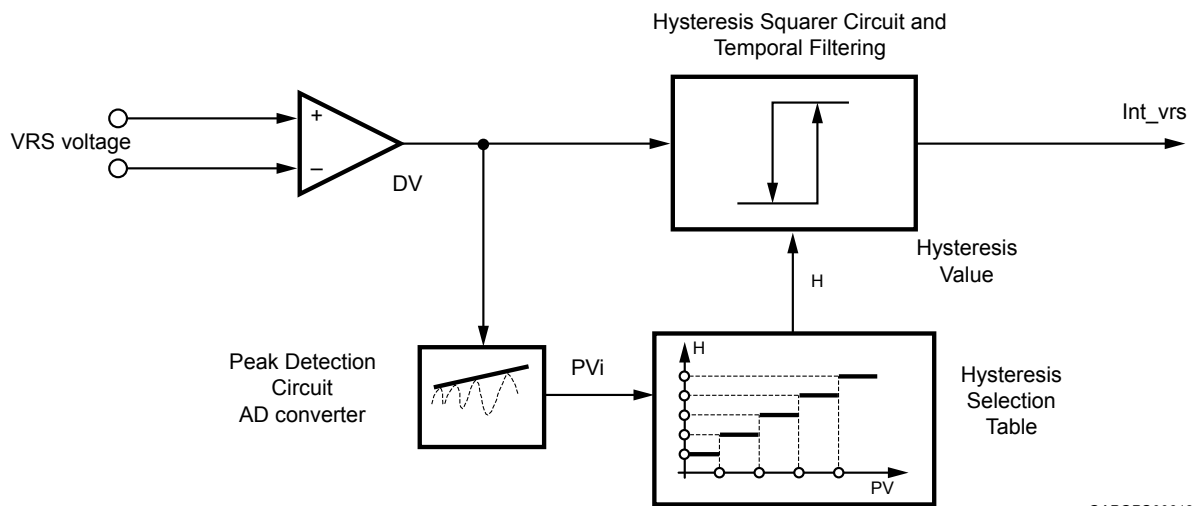 Hysteresis Squarer Circuit and
Temporal Filtering
VRS voltage
+
−
DV
Int_vrs
Hysteresis
Value
H
Peak Detection
Circuit
AD converter
PVi
H
PV
Hysteresis
Selection
Table